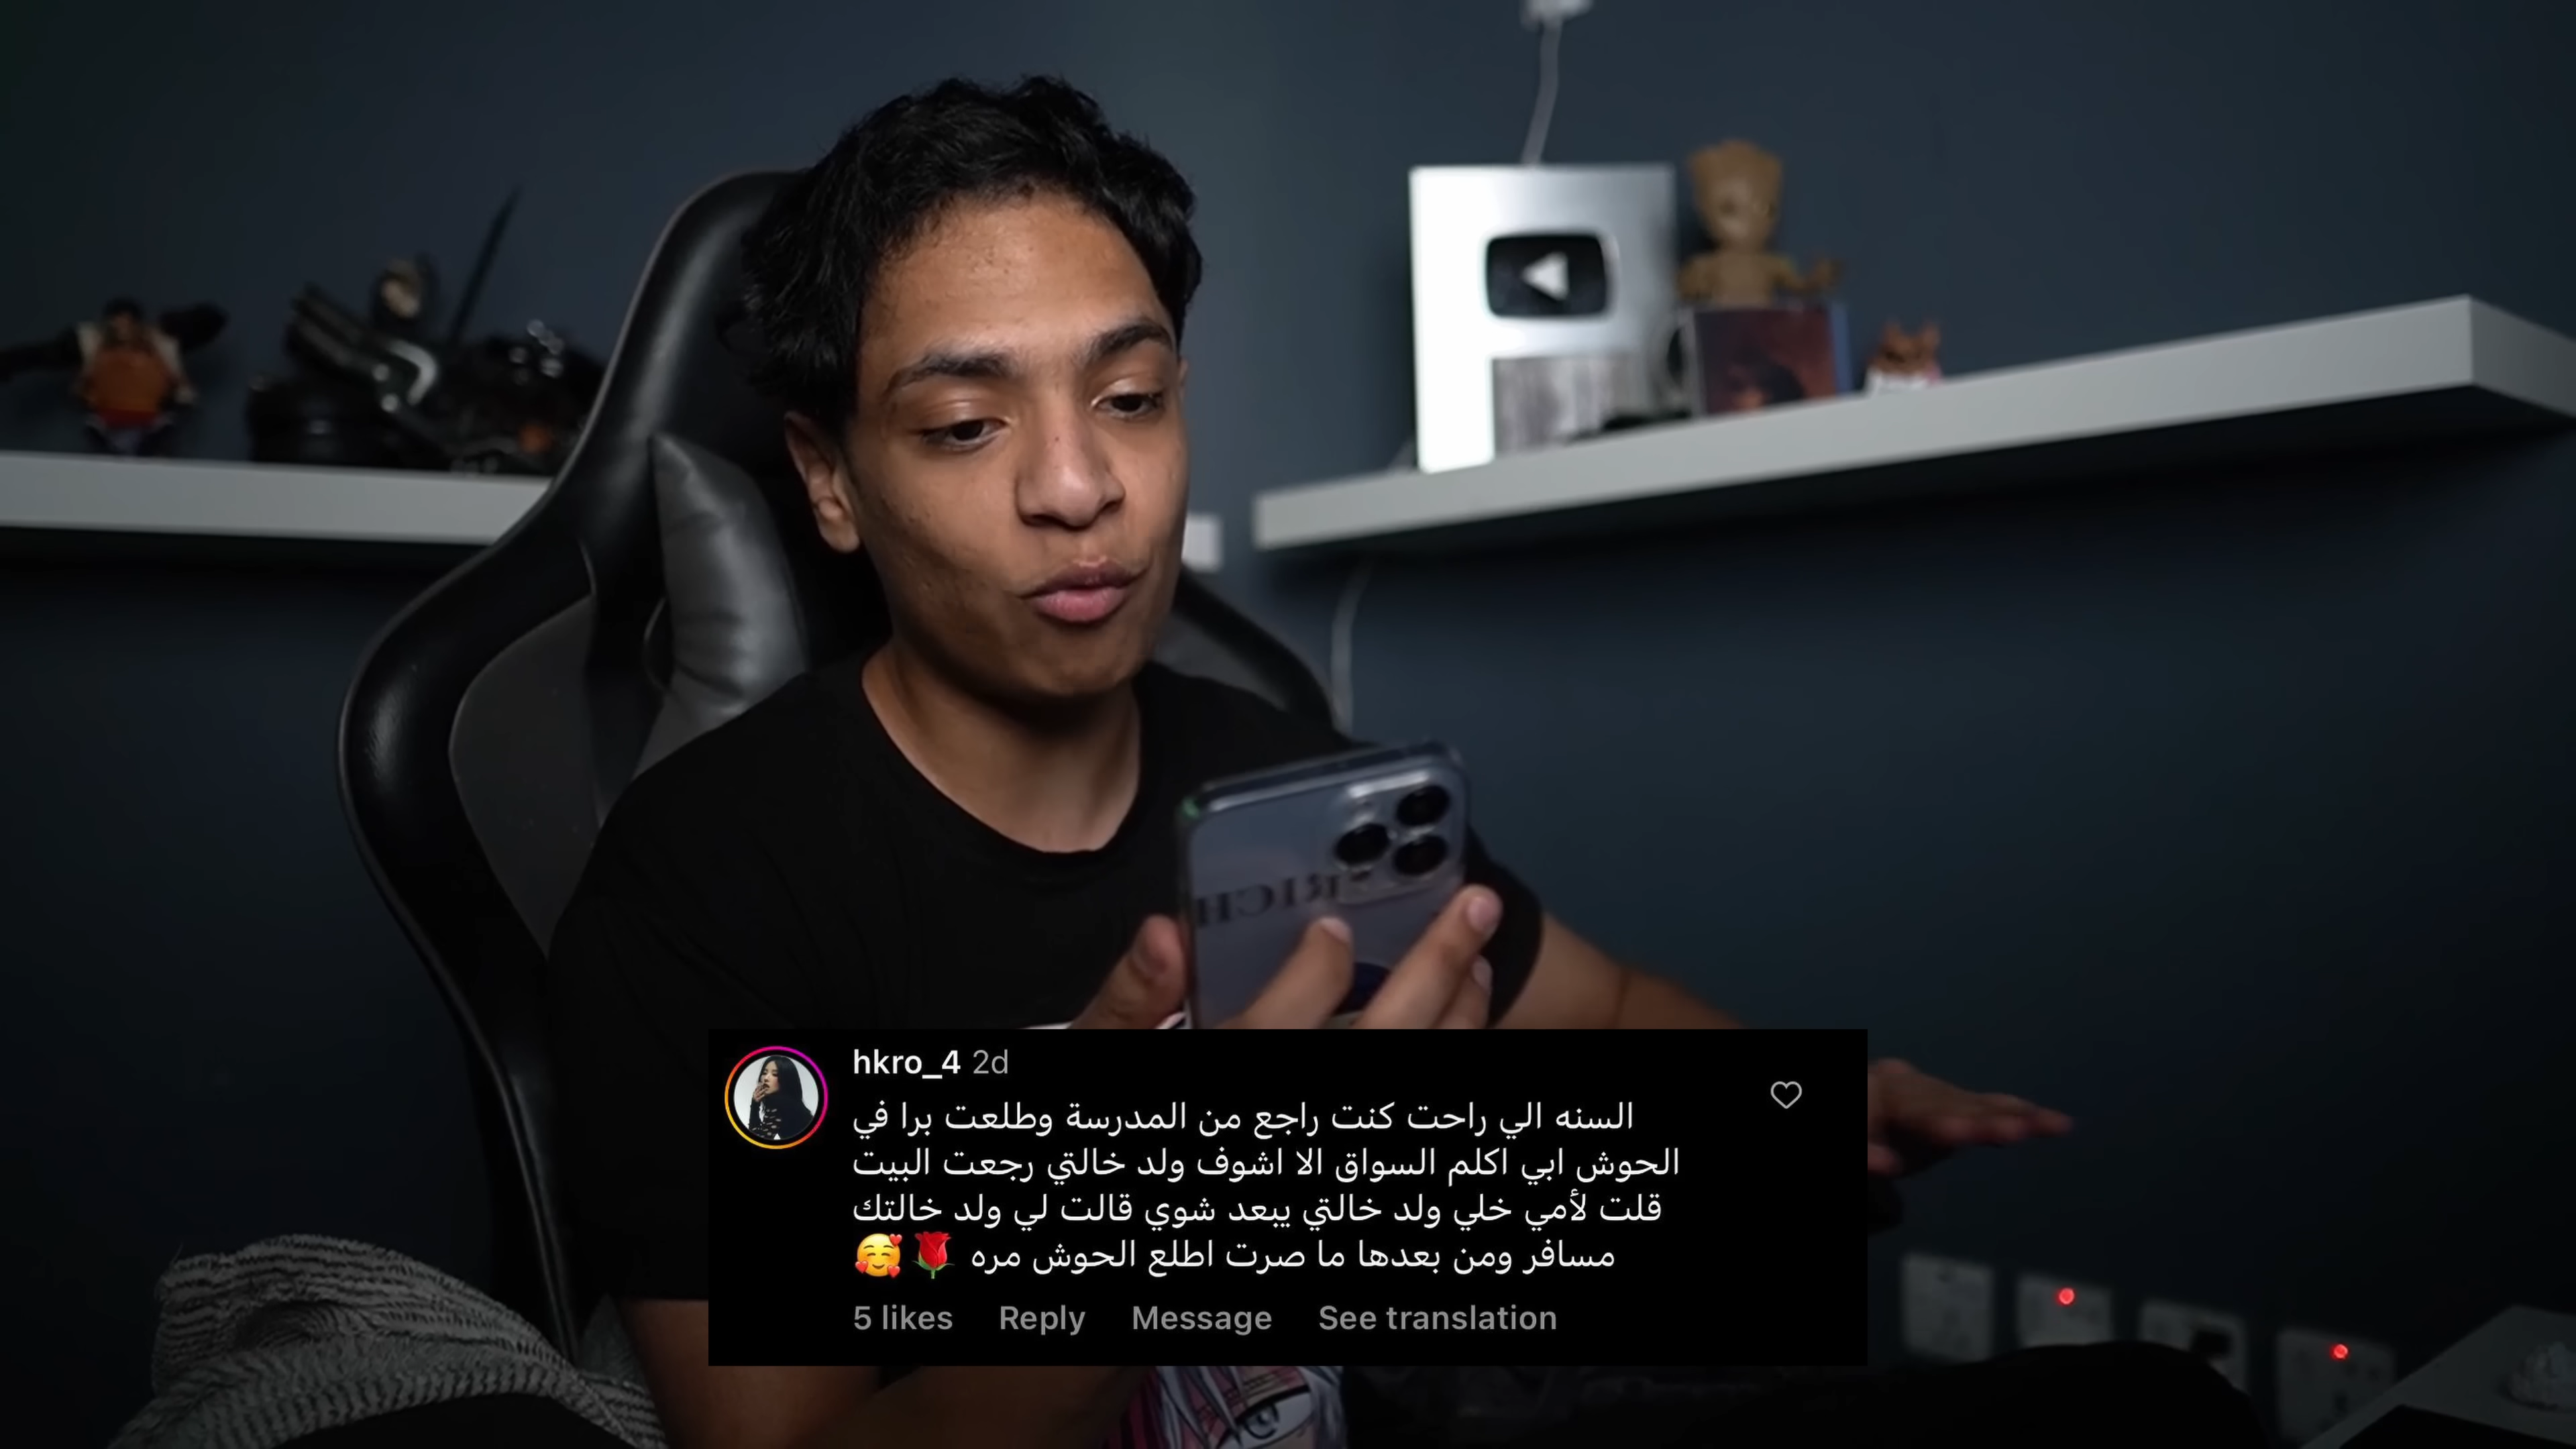 RICH
hkro_4 2d
السنه الي راحت كنت راجع من المدرسة وطلعت برا في
الحوش ابي اكلم السواق الا اشوف ولد خالتي رجعت البيت
قلت لأمي خلي ولد خالتي يبعد شوي قالت لي ولد خالتك
مسافر ومن بعدها ما صرت اطلع الحوش مره 🌹🥰
5 likes Reply Message See translation